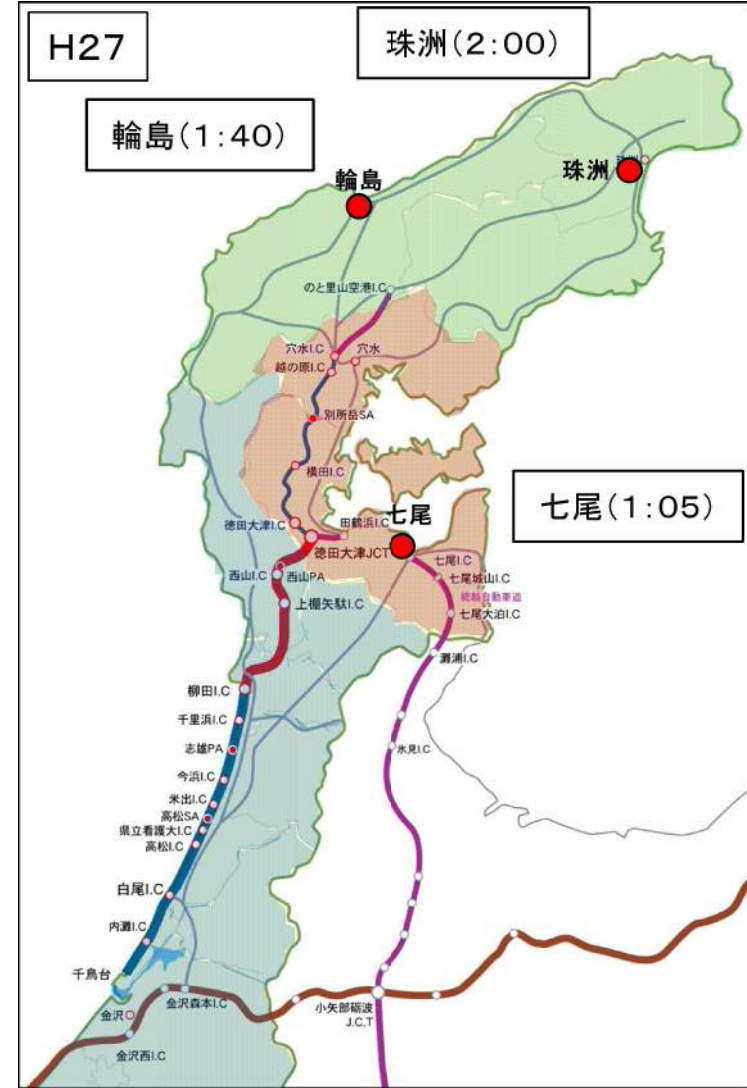 H27
珠洲(2:00)
輪島(1:40)
輪島
珠洲
のと里山空港I.C
穴水I.C
穴水
越の原I.C
別所岳SA
横田I.C
七尾(1:05)
徳田大津I.C
田鶴浜I.C
七尾
徳田大津JCT
七尾I.C
西山I.C
西山PA
七尾城山I.C
能越自動車道
上棚矢駄I.C
七尾大泊I.C
灘浦I.C
柳田I.C
千里浜I.C
志雄PA
氷見I.C
今浜I.C
米出I.C
高松SA
県立看護大I.C
高松I.C
白尾I.C
内灘I.C
千鳥台
金沢森本I.C
小矢部砺波
J.C.T
金沢
金沢西I.C